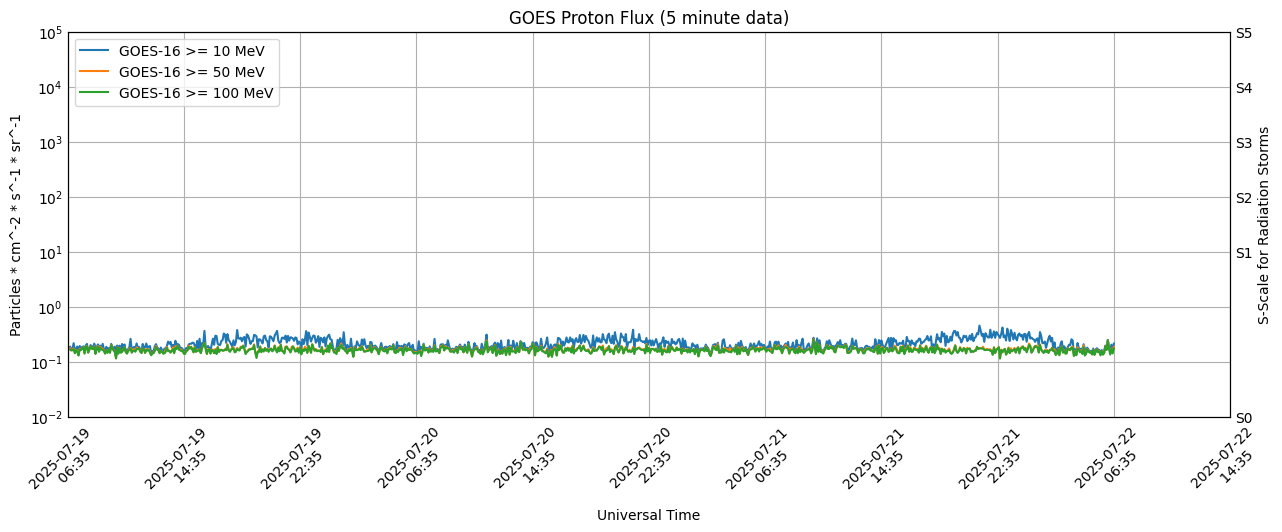 GOES Proton Flux (5 minute data)
GOES-16 >= 10 MeV
GOES-16 >= 50 MeV
GOES-16 >= 100 MeV
Particles * cm^-2 * s^-1 * sr^-1
10^5
10^4
10^3
10^2
10^1
10^0
10^-1
10^-2
S5
S4
S3
S2
S1
S0
S-Scale for Radiation Storms
2025-07-19
06:35
2025-07-19
14:35
2025-07-19
22:35
2025-07-20
06:35
2025-07-20
14:35
2025-07-20
22:35
2025-07-21
06:35
2025-07-21
14:35
2025-07-21
22:35
2025-07-22
06:35
2025-07-22
14:35
Universal Time